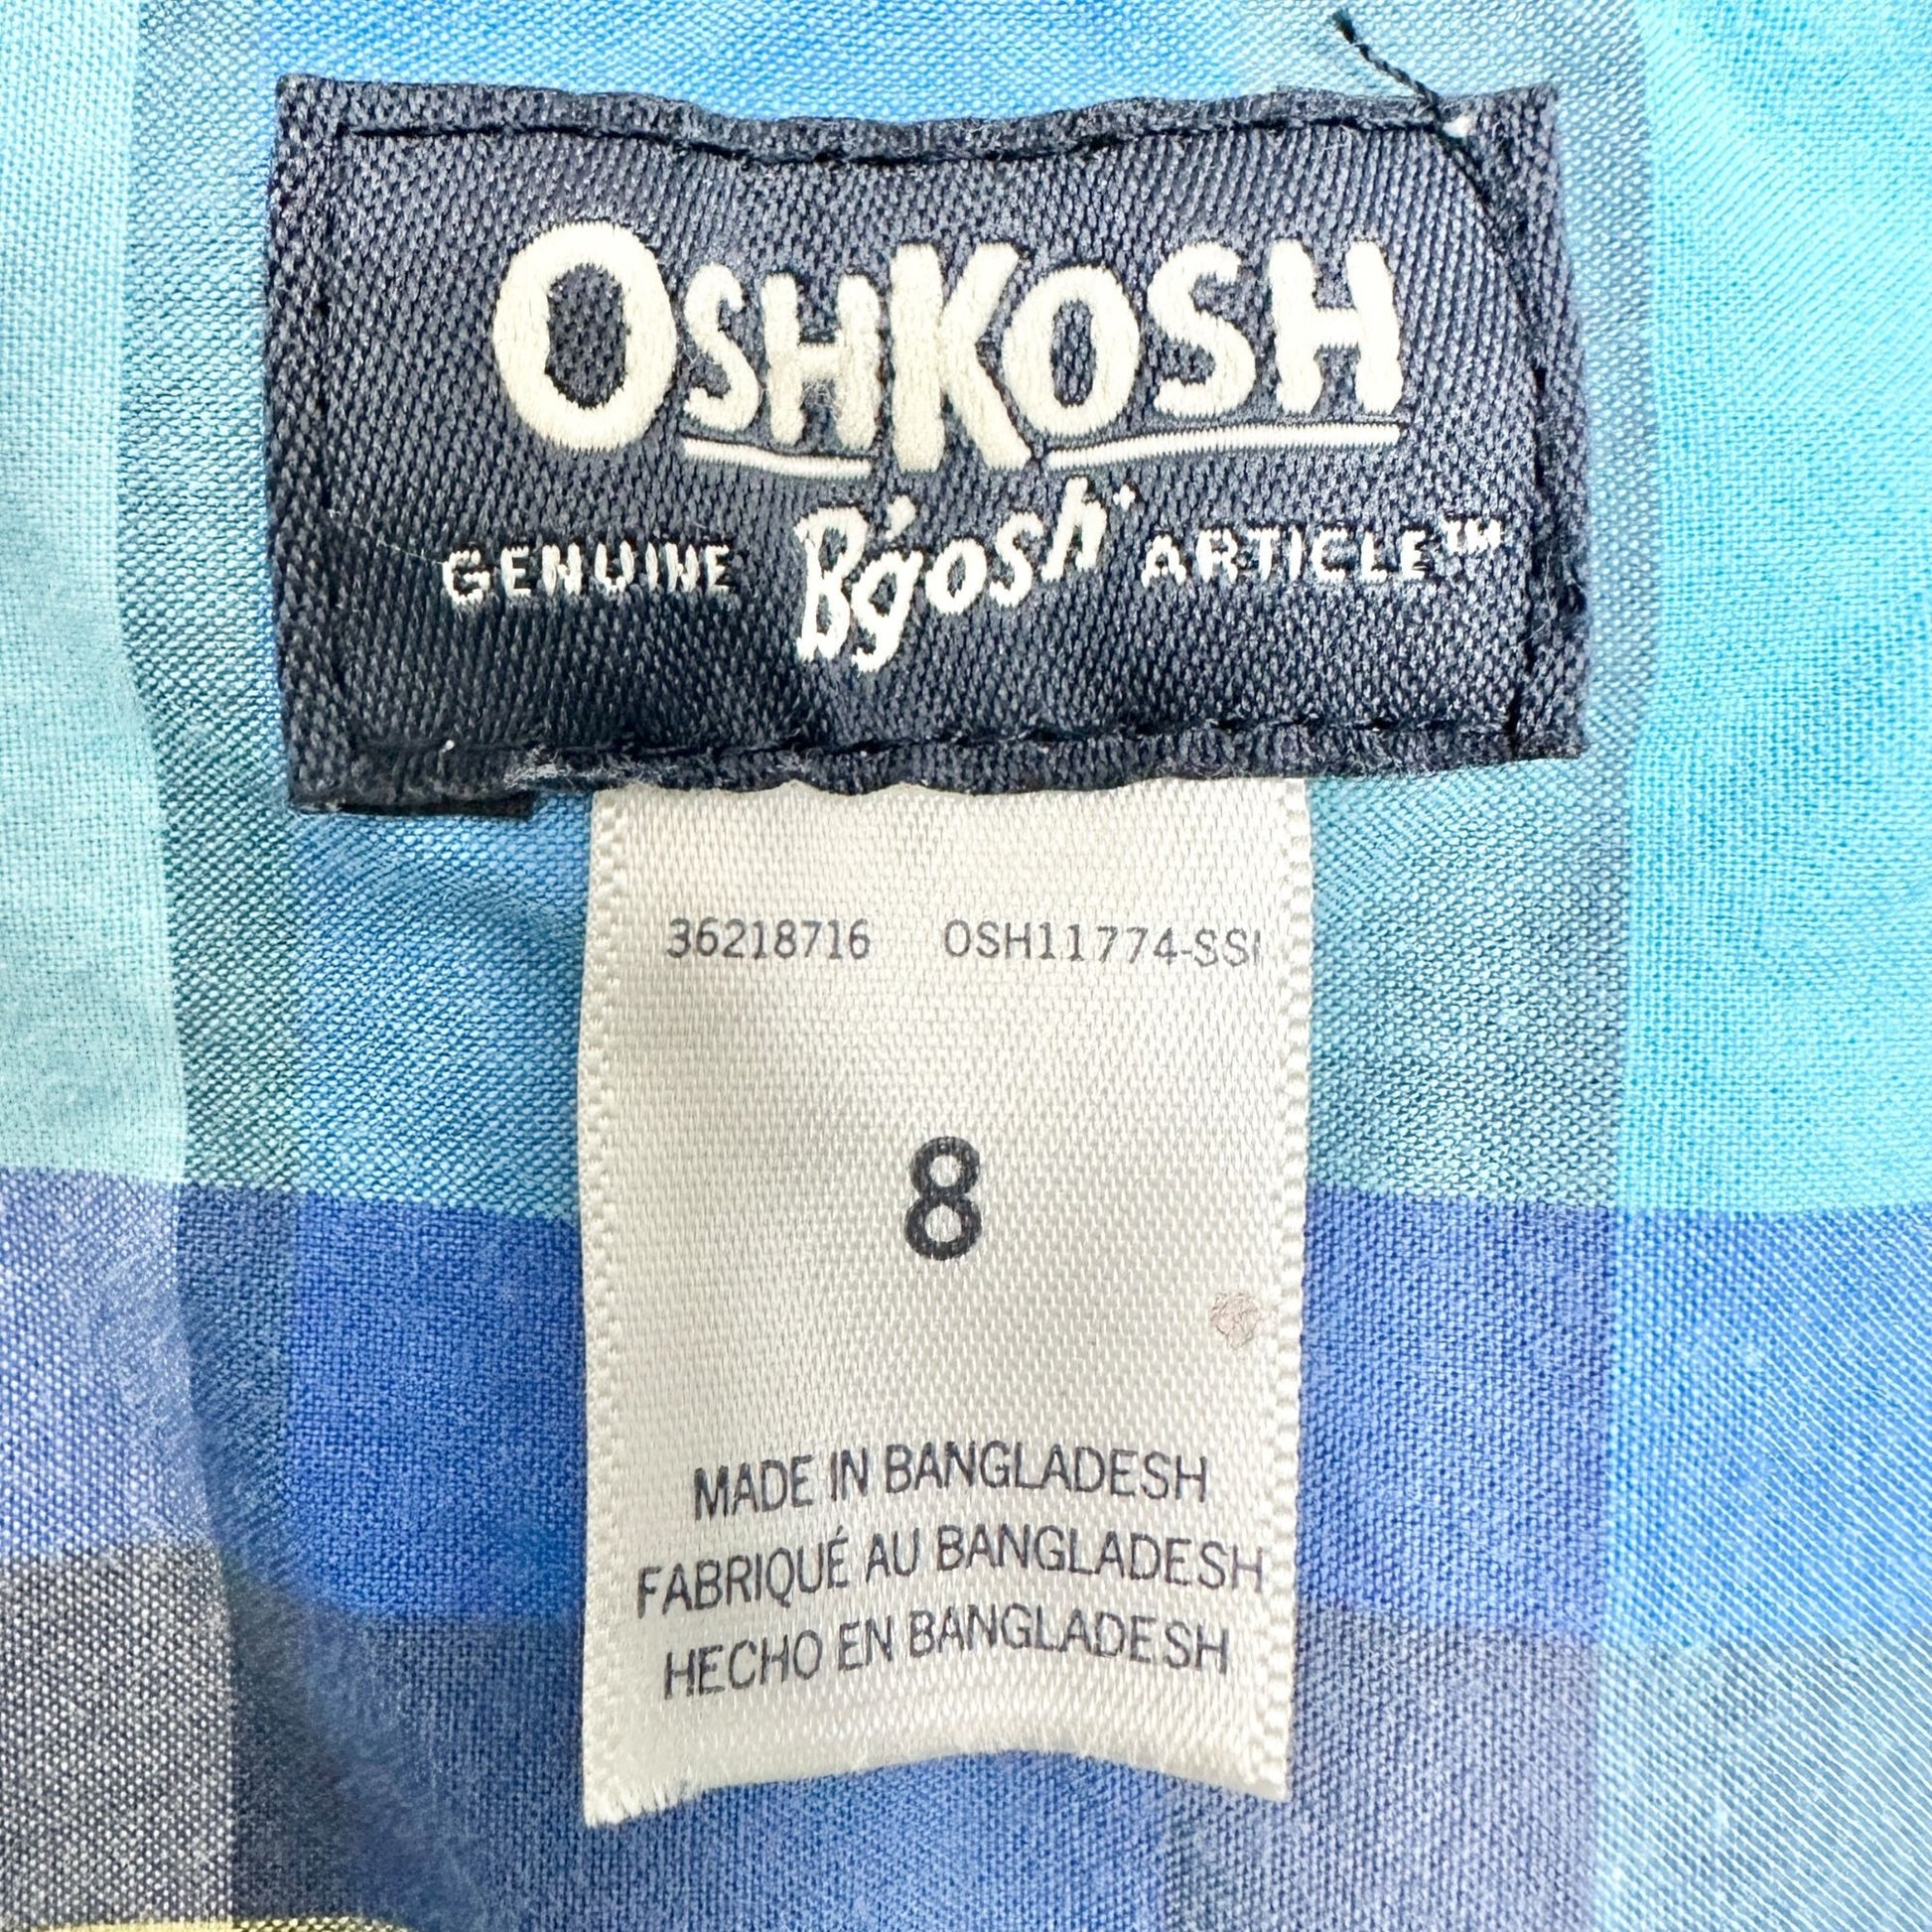 OSHKOSH
GENUINE B'gosh ARTICLE™
36218716 OSH11774-SSI
8
MADE IN BANGLADESH
FABRIQUÉ AU BANGLADESH
HECHO EN BANGLADESH